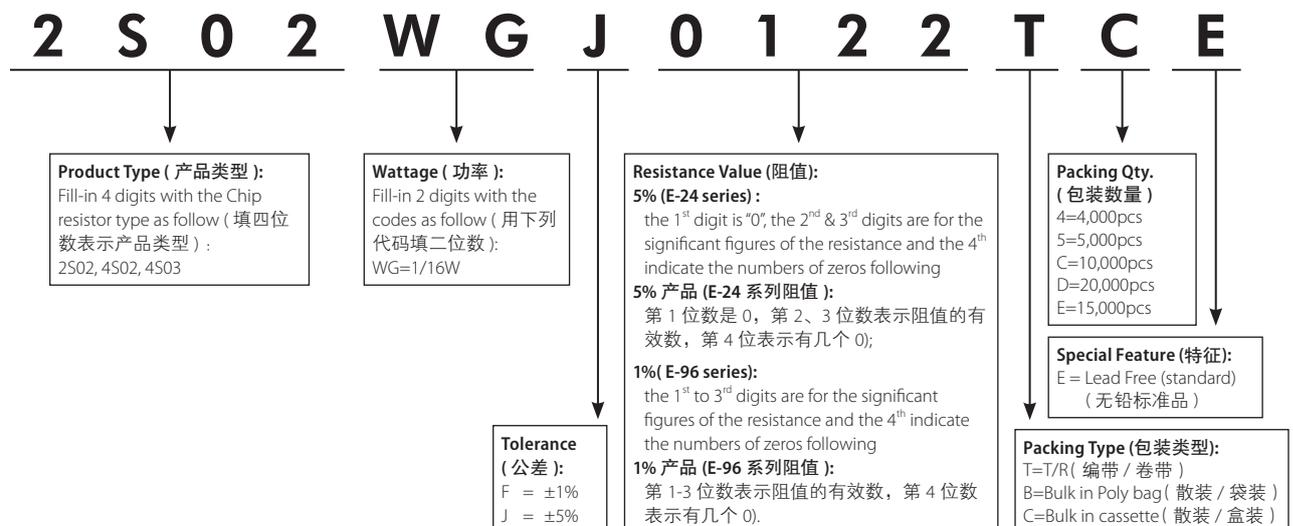 2 S 0 2 W G J 0 1 2 2 T C E
Product Type ( 产品类型 ):
Fill-in 4 digits with the Chip
resistor type as follow ( 填四位
数表示产品类型 ) :
2S02, 4S02, 4S03
Wattage ( 功率 ):
Fill-in 2 digits with the
codes as follow ( 用下列
代码填二位数 ):
WG=1/16W
Tolerance
( 公差 ):
F = ±1%
J = ±5%
Resistance Value (阻值):
5% (E-24 series) :
the 1st digit is "0", the 2nd & 3rd digits are for the
significant figures of the resistance and the 4th
indicate the numbers of zeros following
5% 产品 (E-24 系列阻值 ):
第 1 位数是 0，第 2、3 位数表示阻值的有
效数，第 4 位表示有几个 0);
1%( E-96 series):
the 1st to 3rd digits are for the significant
figures of the resistance and the 4th indicate
the numbers of zeros following
1% 产品 (E-96 系列阻值 ):
第 1-3 位数表示阻值的有效数，第 4 位数
表示有几个 0).
Packing Qty.
( 包装数量 )
4=4,000pcs
5=5,000pcs
C=10,000pcs
D=20,000pcs
E=15,000pcs
Special Feature (特征):
E = Lead Free (standard)
( 无铅标准品 )
Packing Type (包装类型):
T=T/R( 编带 / 卷带 )
B=Bulk in Poly bag( 散装 / 袋装 )
C=Bulk in cassette( 散装 / 盒装 )